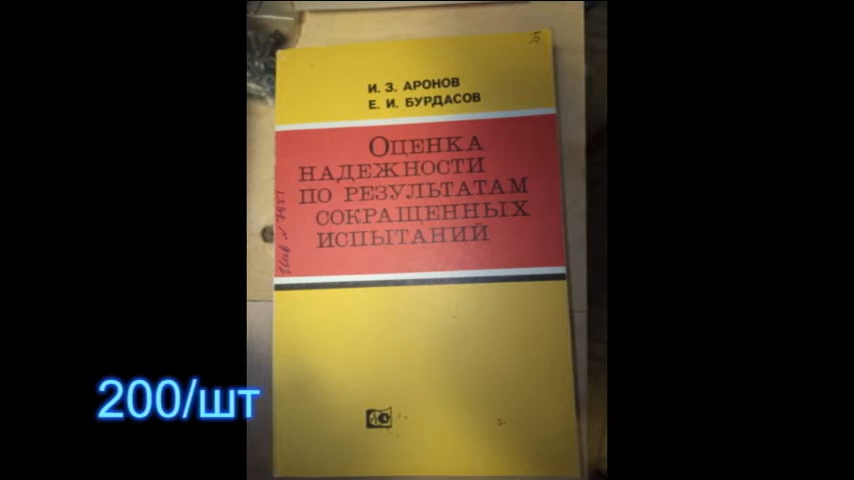 И. З. АРОНОВ
Е. И. БУРДАСОВ
ОЦЕНКА
НАДЕЖНОСТИ
ПО РЕЗУЛЬТАТАМ
СОКРАЩЕННЫХ
ИСПЫТАНИЙ
200/шт